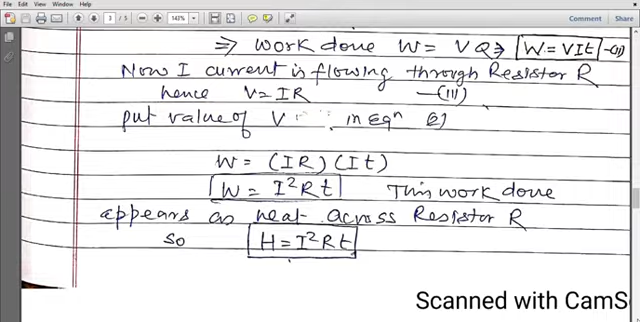 File Edit View Window Help
3 / 5 142% Comment Share
⇒ Work done W = VQ ⇒ W = VIt -(ii)
Now I current is flowing through Resistor R
hence V = IR -(iii)
put value of V in Eqn
W = (IR) (It)
W = I²Rt This work done
appears as heat across Resistor R
so H = I²Rt
Scanned with CamS